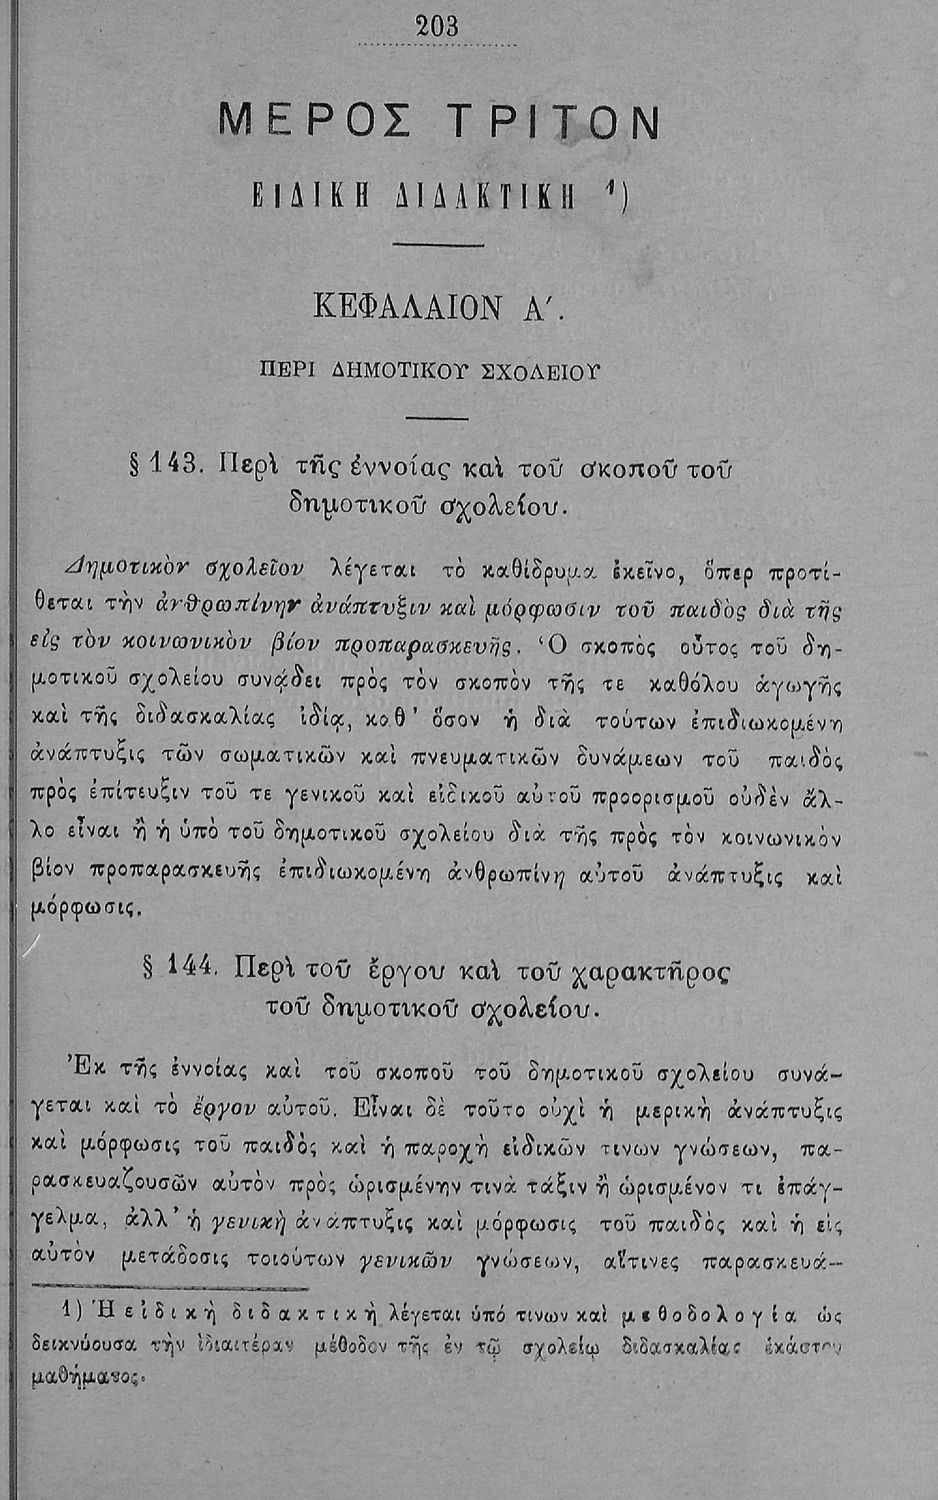 203
ΜΕΡΟΣ ΤΡΙΤΟΝ
ΕΙΔΙΚΗ ΔΙΔΑΚΤΙΚΗ ¹)
ΚΕΦΑΛΑΙΟΝ Α΄.
ΠΕΡΙ ΔΗΜΟΤΙΚΟΥ ΣΧΟΛΕΙΟΥ
§ 143. Περὶ τῆς ἐννοίας καὶ τοῦ σκοποῦ τοῦ
δημοτικοῦ σχολείου.
Δημοτικὸν σχολεῖον λέγεται τὸ καθίδρυμα ἐκεῖνο, ὅπερ προτί-
θεται τὴν ἀνθρωπίνην ἀνάπτυξιν καὶ μόρφωσιν τοῦ παιδὸς διὰ τῆς
εἰς τὸν κοινωνικὸν βίον προπαρασκευῆς. Ὁ σκοπὸς οὗτος τοῦ δη-
μοτικοῦ σχολείου συνᾴδει πρὸς τὸν σκοπὸν τῆς τε καθόλου ἀγωγῆς
καὶ τῆς διδασκαλίας ἰδίᾳ, καθ' ὅσον ἡ διὰ τούτων ἐπιδιωκομένη
ἀνάπτυξις τῶν σωματικῶν καὶ πνευματικῶν δυνάμεων τοῦ παιδὸς
πρὸς ἐπίτευξιν τοῦ τε γενικοῦ καὶ εἰδικοῦ αὐτοῦ προορισμοῦ οὐδὲν ἄλ-
λο εἶναι ἢ ἡ ὑπὸ τοῦ δημοτικοῦ σχολείου διὰ τῆς πρὸς τὸν κοινωνικὸν
βίον προπαρασκευῆς ἐπιδιωκομένη ἀνθρωπίνη αὐτοῦ ἀνάπτυξις καὶ
μόρφωσις.
§ 144. Περὶ τοῦ ἔργου καὶ τοῦ χαρακτῆρος
τοῦ δημοτικοῦ σχολείου.
Ἐκ τῆς ἐννοίας καὶ τοῦ σκοποῦ τοῦ δημοτικοῦ σχολείου συνά-
γεται καὶ τὸ ἔργον αὐτοῦ. Εἶναι δὲ τοῦτο οὐχὶ ἡ μερικὴ ἀνάπτυξις
καὶ μόρφωσις τοῦ παιδὸς καὶ ἡ παροχὴ εἰδικῶν τινων γνώσεων, πα-
ρασκευαζουσῶν αὐτὸν πρὸς ὡρισμένην τινὰ τάξιν ἢ ὡρισμένον τι ἐπάγ-
γελμα, ἀλλ' ἡ γενικὴ ἀνάπτυξις καὶ μόρφωσις τοῦ παιδὸς καὶ ἡ εἰς
αὐτὸν μετάδοσις τοιούτων γενικῶν γνώσεων, αἵτινες παρασκευά-
1) Ἡ εἰδικὴ διδακτικὴ λέγεται ὑπό τινων καὶ μεθοδολογία ὡς
δεικνύουσα τὴν ἰδιαιτέραν μέθοδον τῆς ἐν τῷ σχολείῳ διδασκαλίας ἑκάστου
μαθήματος.